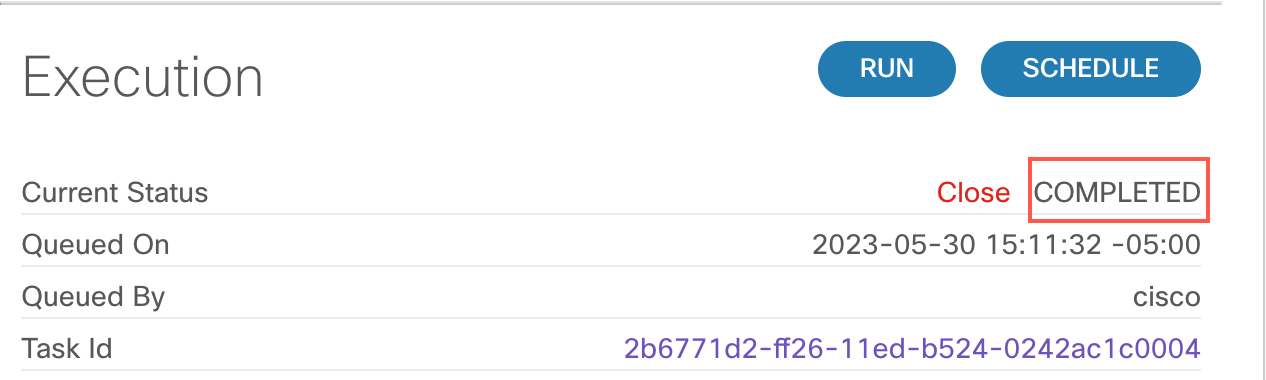 Execution RUN SCHEDULE
Current Status Close COMPLETED
Queued On 2023-05-30 15:11:32 -05:00
Queued By cisco
Task Id 2b6771d2-ff26-11ed-b524-0242ac1c0004